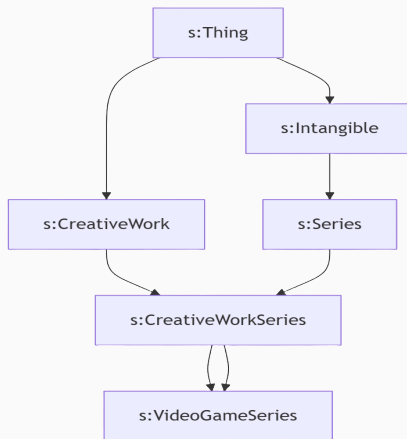 s:Thing
s:Intangible
s:CreativeWork
s:Series
s:CreativeWorkSeries
s:VideoGameSeries